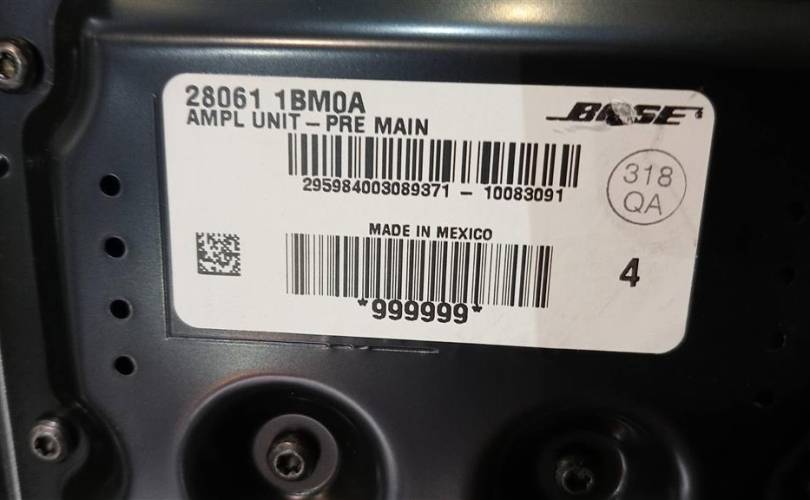 28061 1BM0A
AMPL UNIT – PRE MAIN
BOSE
295984003089371 – 10083091
318
QA
MADE IN MEXICO
4
*999999*